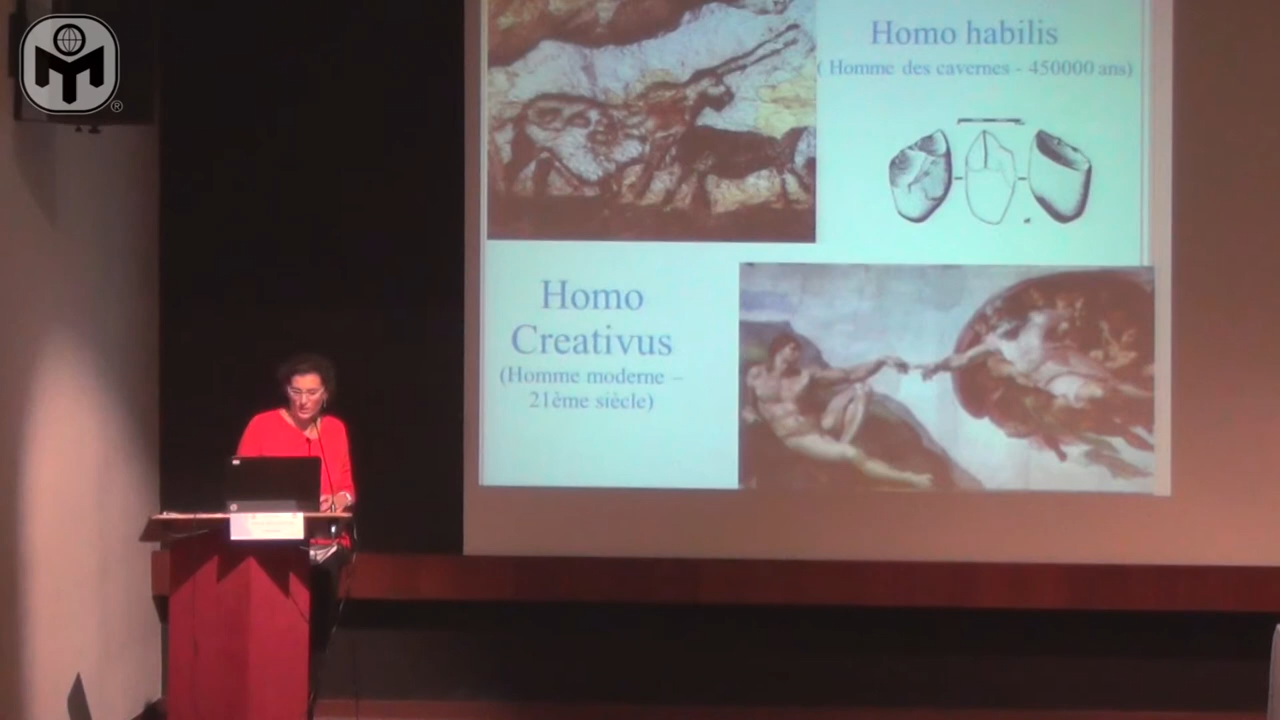 Homo habilis
( Homme des cavernes - 450000 ans)
Homo
Creativus
(Homme moderne –
21ème siècle)
®